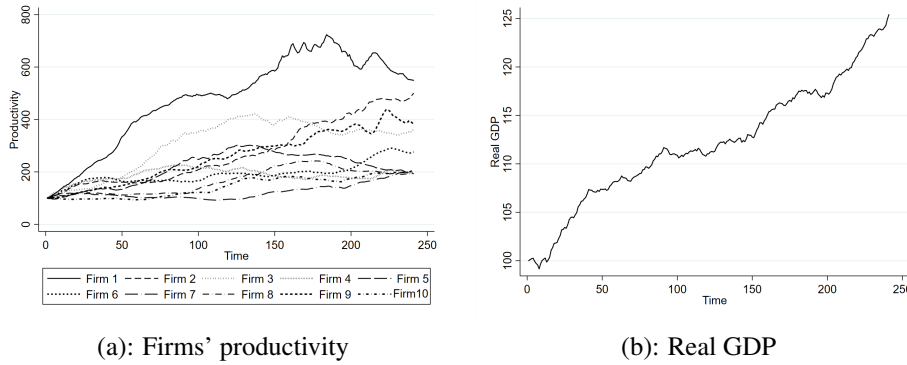 Productivity
800
600
400
200
0
0 50 100 150 200 250
Time
Firm 1 Firm 2 Firm 3 Firm 4 Firm 5
Firm 6 Firm 7 Firm 8 Firm 9 Firm10
(a): Firms' productivity
Real GDP
125
120
115
110
105
100
0 50 100 150 200 250
Time
(b): Real GDP